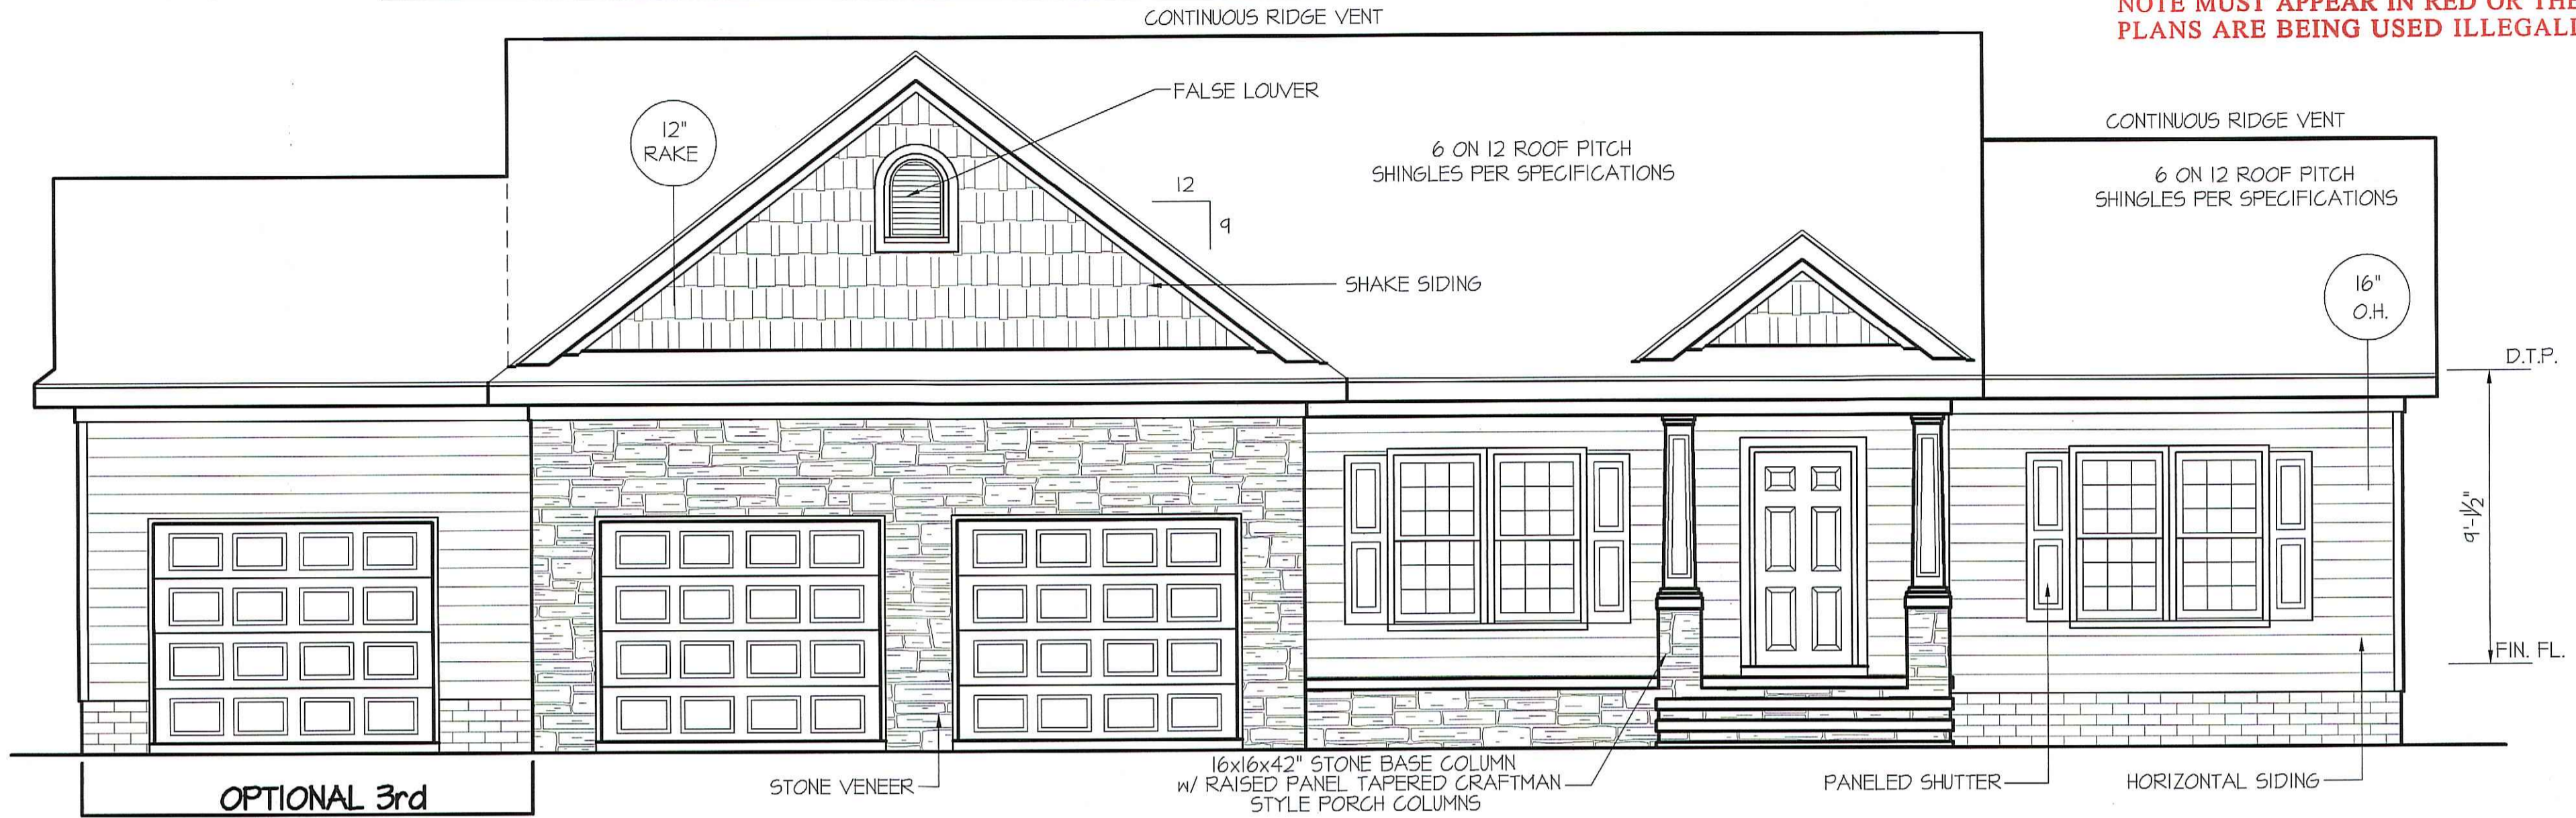 CONTINUOUS RIDGE VENT
NOTE MUST APPEAR IN RED OR THE
PLANS ARE BEING USED ILLEGALL
FALSE LOUVER
12"
RAKE
6 ON 12 ROOF PITCH
SHINGLES PER SPECIFICATIONS
CONTINUOUS RIDGE VENT
6 ON 12 ROOF PITCH
SHINGLES PER SPECIFICATIONS
12
9
SHAKE SIDING
16"
O.H.
D.T.P.
9'-1½"
FIN. FL.
OPTIONAL 3rd
STONE VENEER
16x16x42" STONE BASE COLUMN
w/ RAISED PANEL TAPERED CRAFTMAN
STYLE PORCH COLUMNS
PANELED SHUTTER
HORIZONTAL SIDING